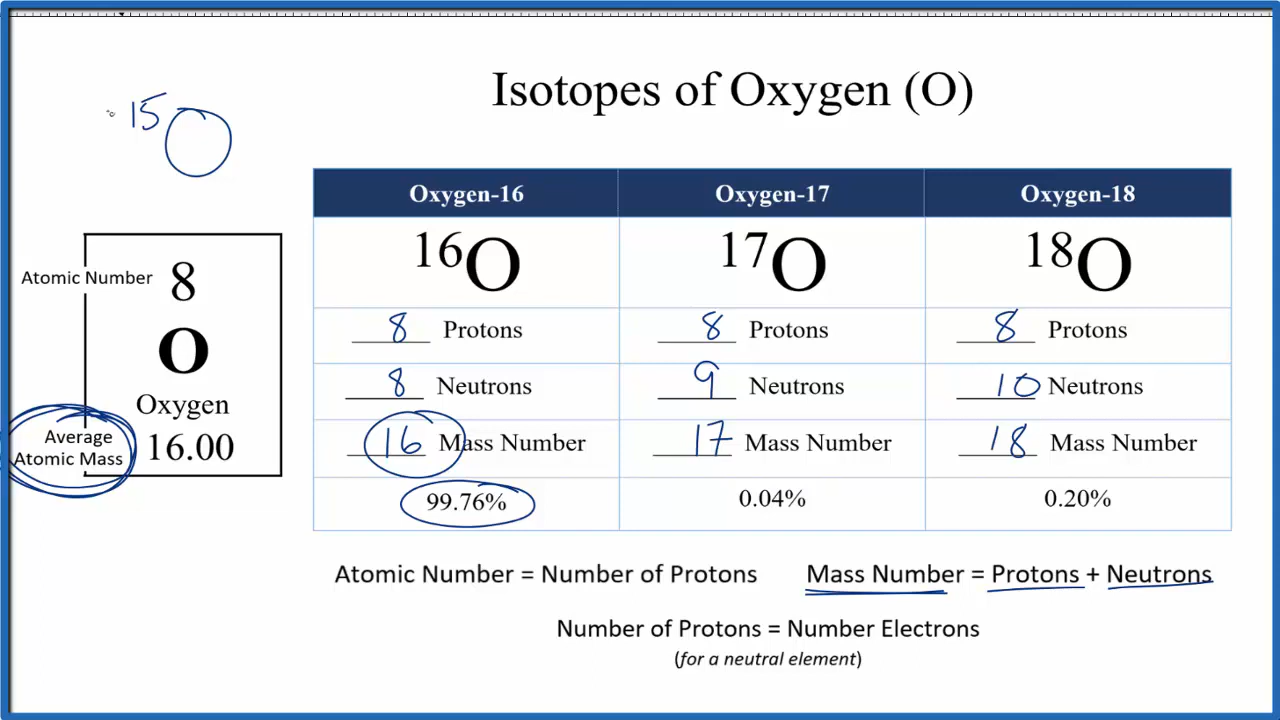 Isotopes of Oxygen (O)
15 O
Atomic Number 8
O
Oxygen
Average Atomic Mass 16.00
Oxygen-16 Oxygen-17 Oxygen-18
16O 17O 18O
8 Protons 8 Protons 8 Protons
8 Neutrons 9 Neutrons 10 Neutrons
16 Mass Number 17 Mass Number 18 Mass Number
99.76% 0.04% 0.20%
Atomic Number = Number of Protons Mass Number = Protons + Neutrons
Number of Protons = Number Electrons
(for a neutral element)